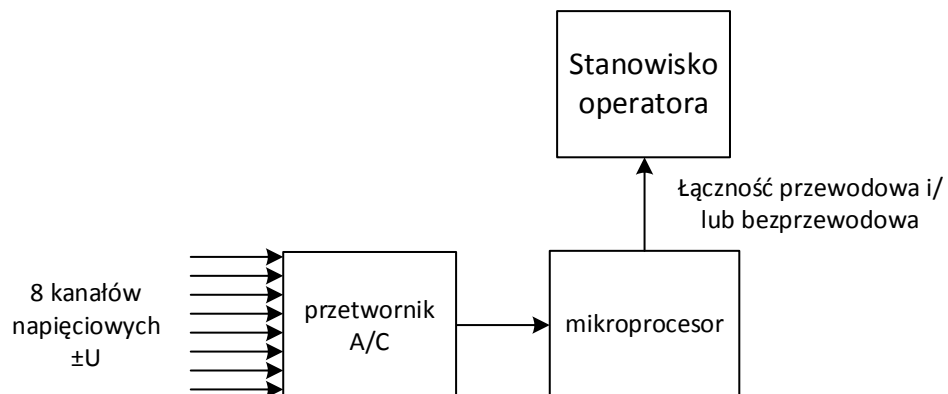 Stanowisko
operatora
Łączność przewodowa i/
lub bezprzewodowa
8 kanałów
napięciowych
±U
przetwornik
A/C
mikroprocesor